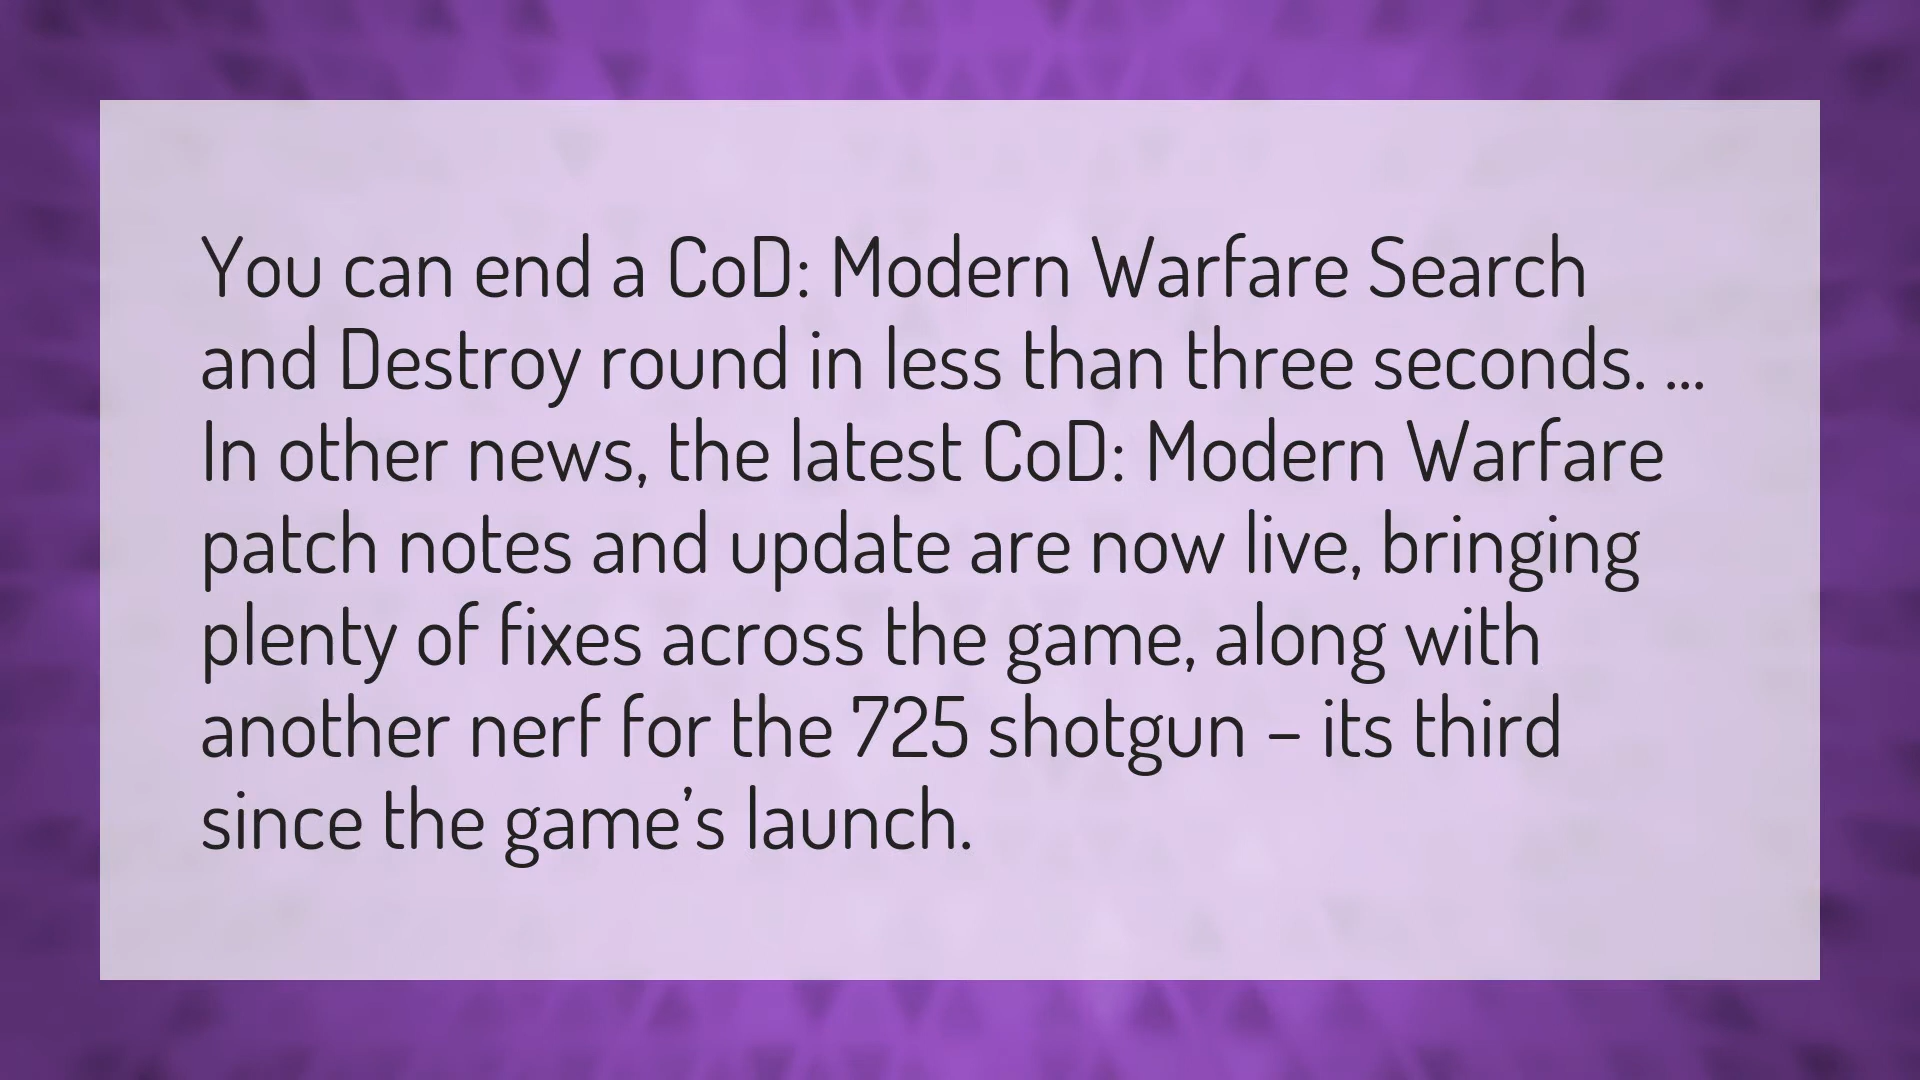 You can end a CoD: Modern Warfare Search
and Destroy round in less than three seconds. ...
In other news, the latest CoD: Modern Warfare
patch notes and update are now live, bringing
plenty of fixes across the game, along with
another nerf for the 725 shotgun – its third
since the game’s launch.